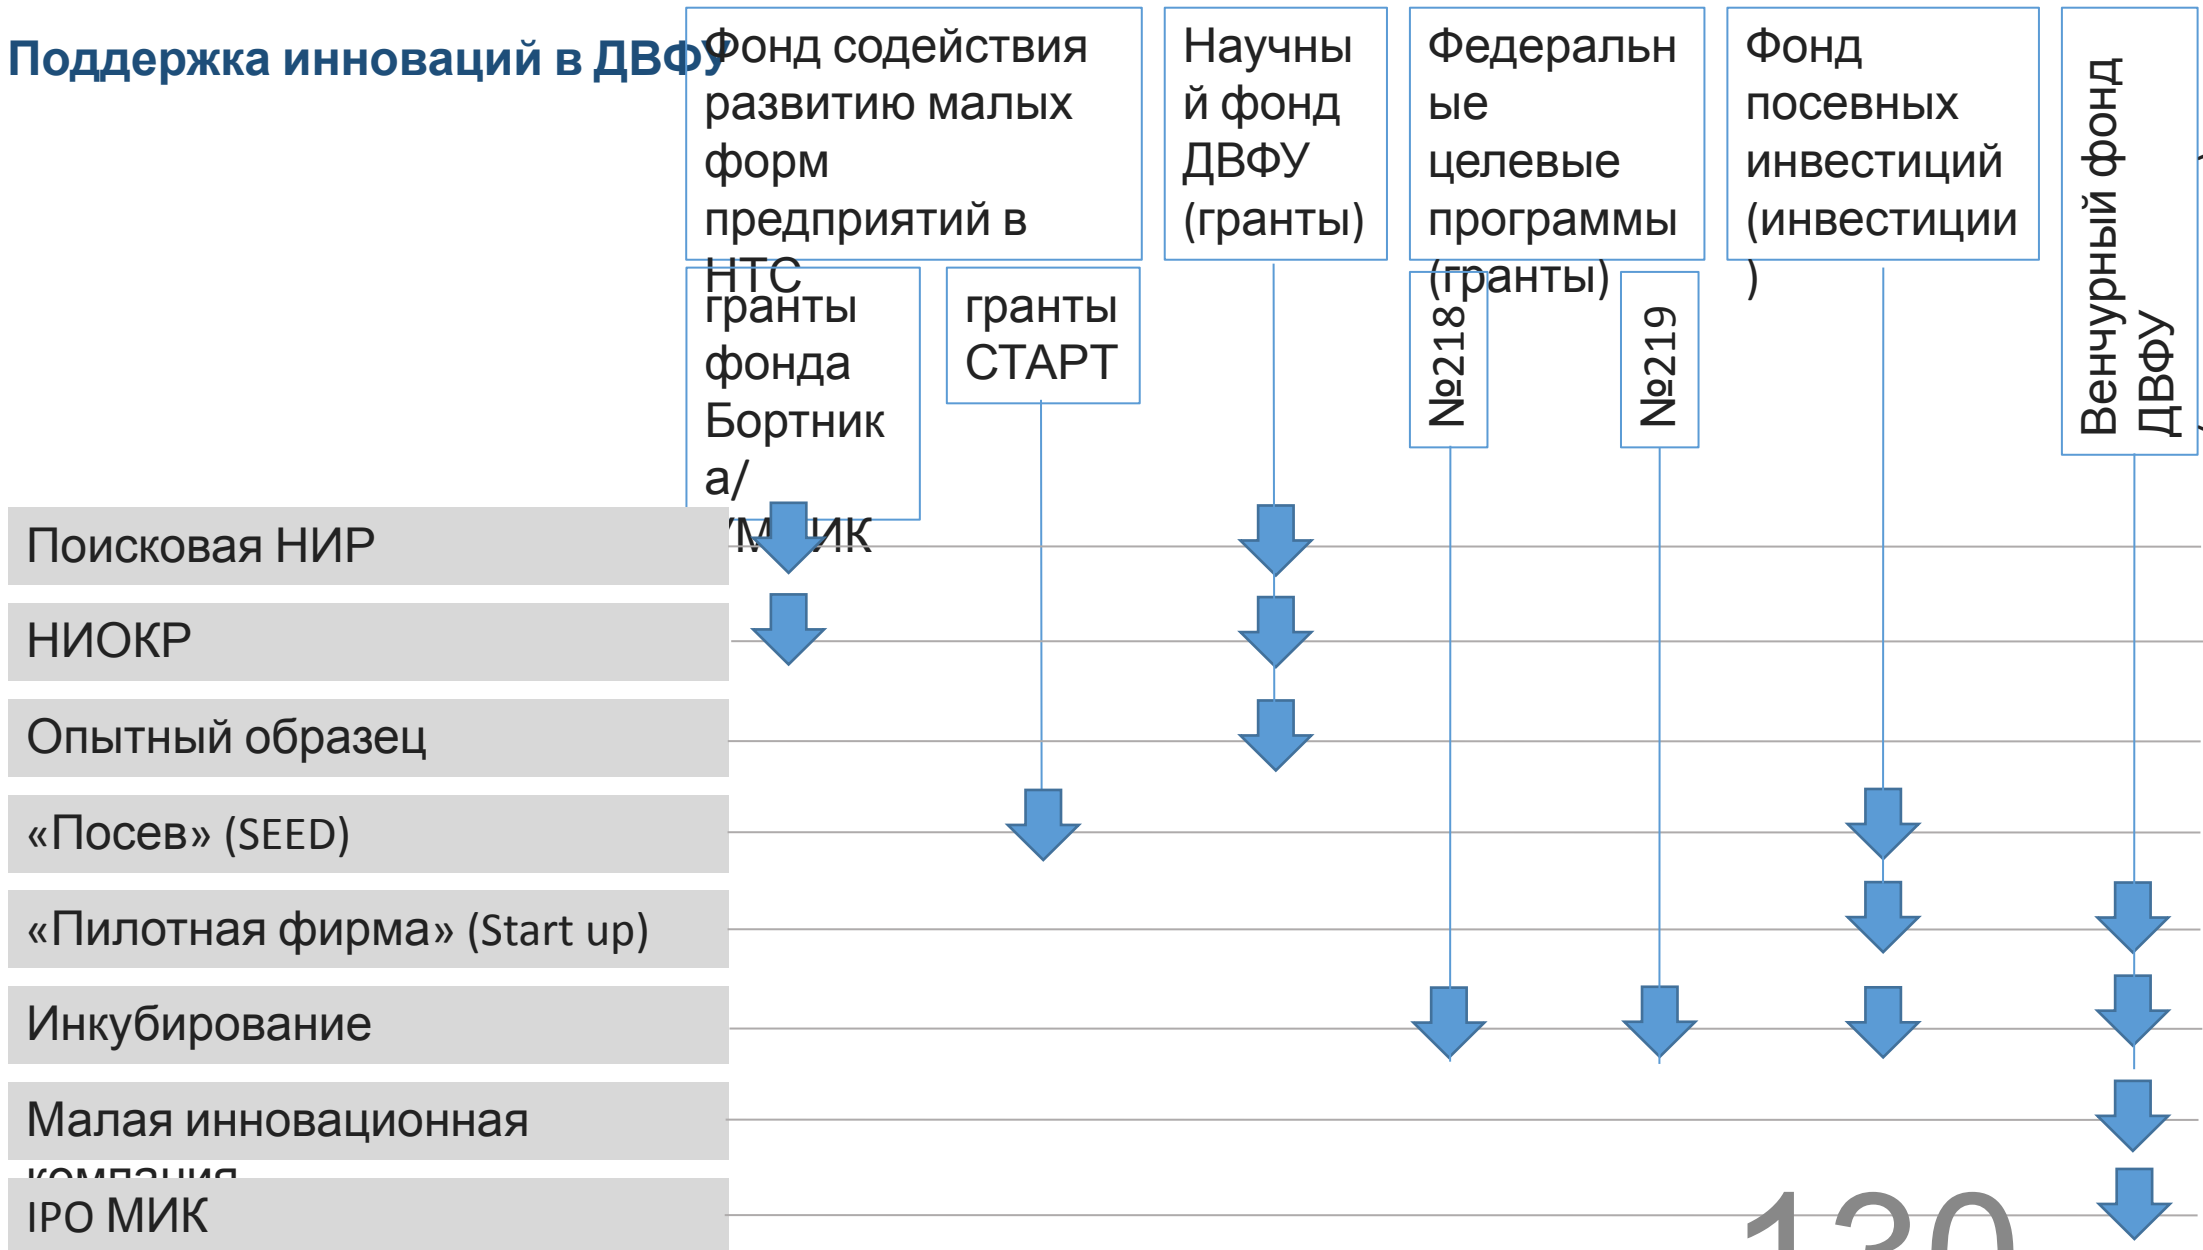 Поддержка инноваций в ДВФУ
Фонд содействия
развитию малых
форм
предприятий в
НТС
Научны
й фонд
ДВФУ
(гранты)
Федеральн
ые
целевые
программы
(гранты)
Фонд
посевных
инвестиций
(инвестиции
)
Венчурный фонд
ДВФУ
гранты
фонда
Бортник
а/
гранты
СТАРТ
№218
№219
Поисковая НИР
НИОКР
Опытный образец
«Посев» (SEED)
«Пилотная фирма» (Start up)
Инкубирование
Малая инновационная
компания
IPO МИК
130